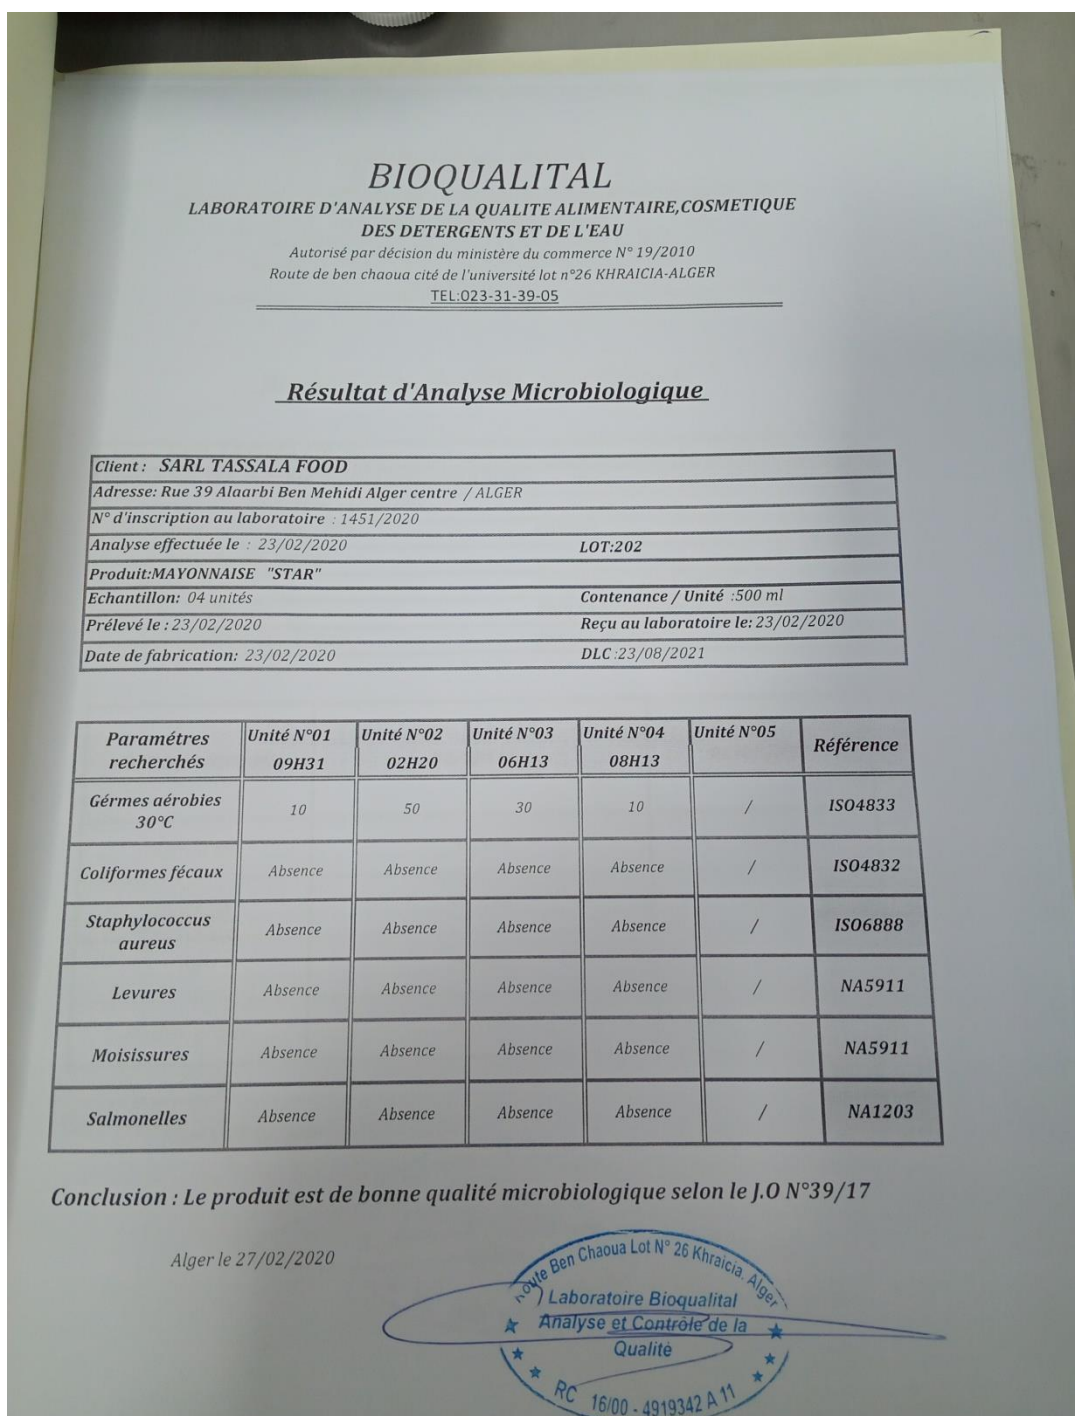 BIOQUALITAL
LABORATOIRE D'ANALYSE DE LA QUALITE ALIMENTAIRE,COSMETIQUE
DES DETERGENTS ET DE L'EAU
Autorisé par décision du ministère du commerce N° 19/2010
Route de ben chaoua cité de l'université lot n°26 KHRAICIA-ALGER
TEL:023-31-39-05
Résultat d'Analyse Microbiologique
Client : SARL TASSALA FOOD
Adresse: Rue 39 Alaarbi Ben Mehidi Alger centre / ALGER
N° d'inscription au laboratoire : 1451/2020
Analyse effectuée le : 23/02/2020 LOT:202
Produit:MAYONNAISE "STAR"
Echantillon: 04 unités Contenance / Unité :500 ml
Prélevé le : 23/02/2020 Reçu au laboratoire le: 23/02/2020
Date de fabrication: 23/02/2020 DLC :23/08/2021
Paramétres recherchés Unité N°01 09H31 Unité N°02 02H20 Unité N°03 06H13 Unité N°04 08H13 Unité N°05 Référence
Gérmes aérobies 30°C 10 50 30 10 / ISO4833
Coliformes fécaux Absence Absence Absence Absence / ISO4832
Staphylococcus aureus Absence Absence Absence Absence / ISO6888
Levures Absence Absence Absence Absence / NA5911
Moisissures Absence Absence Absence Absence / NA5911
Salmonelles Absence Absence Absence Absence / NA1203
Conclusion : Le produit est de bonne qualité microbiologique selon le J.O N°39/17
Alger le 27/02/2020
Route Ben Chaoua Lot N° 26 Khraicia. Alger
Laboratoire Bioqualital
Analyse et Contrôle de la
Qualité
RC 16/00 - 4919342 A 11